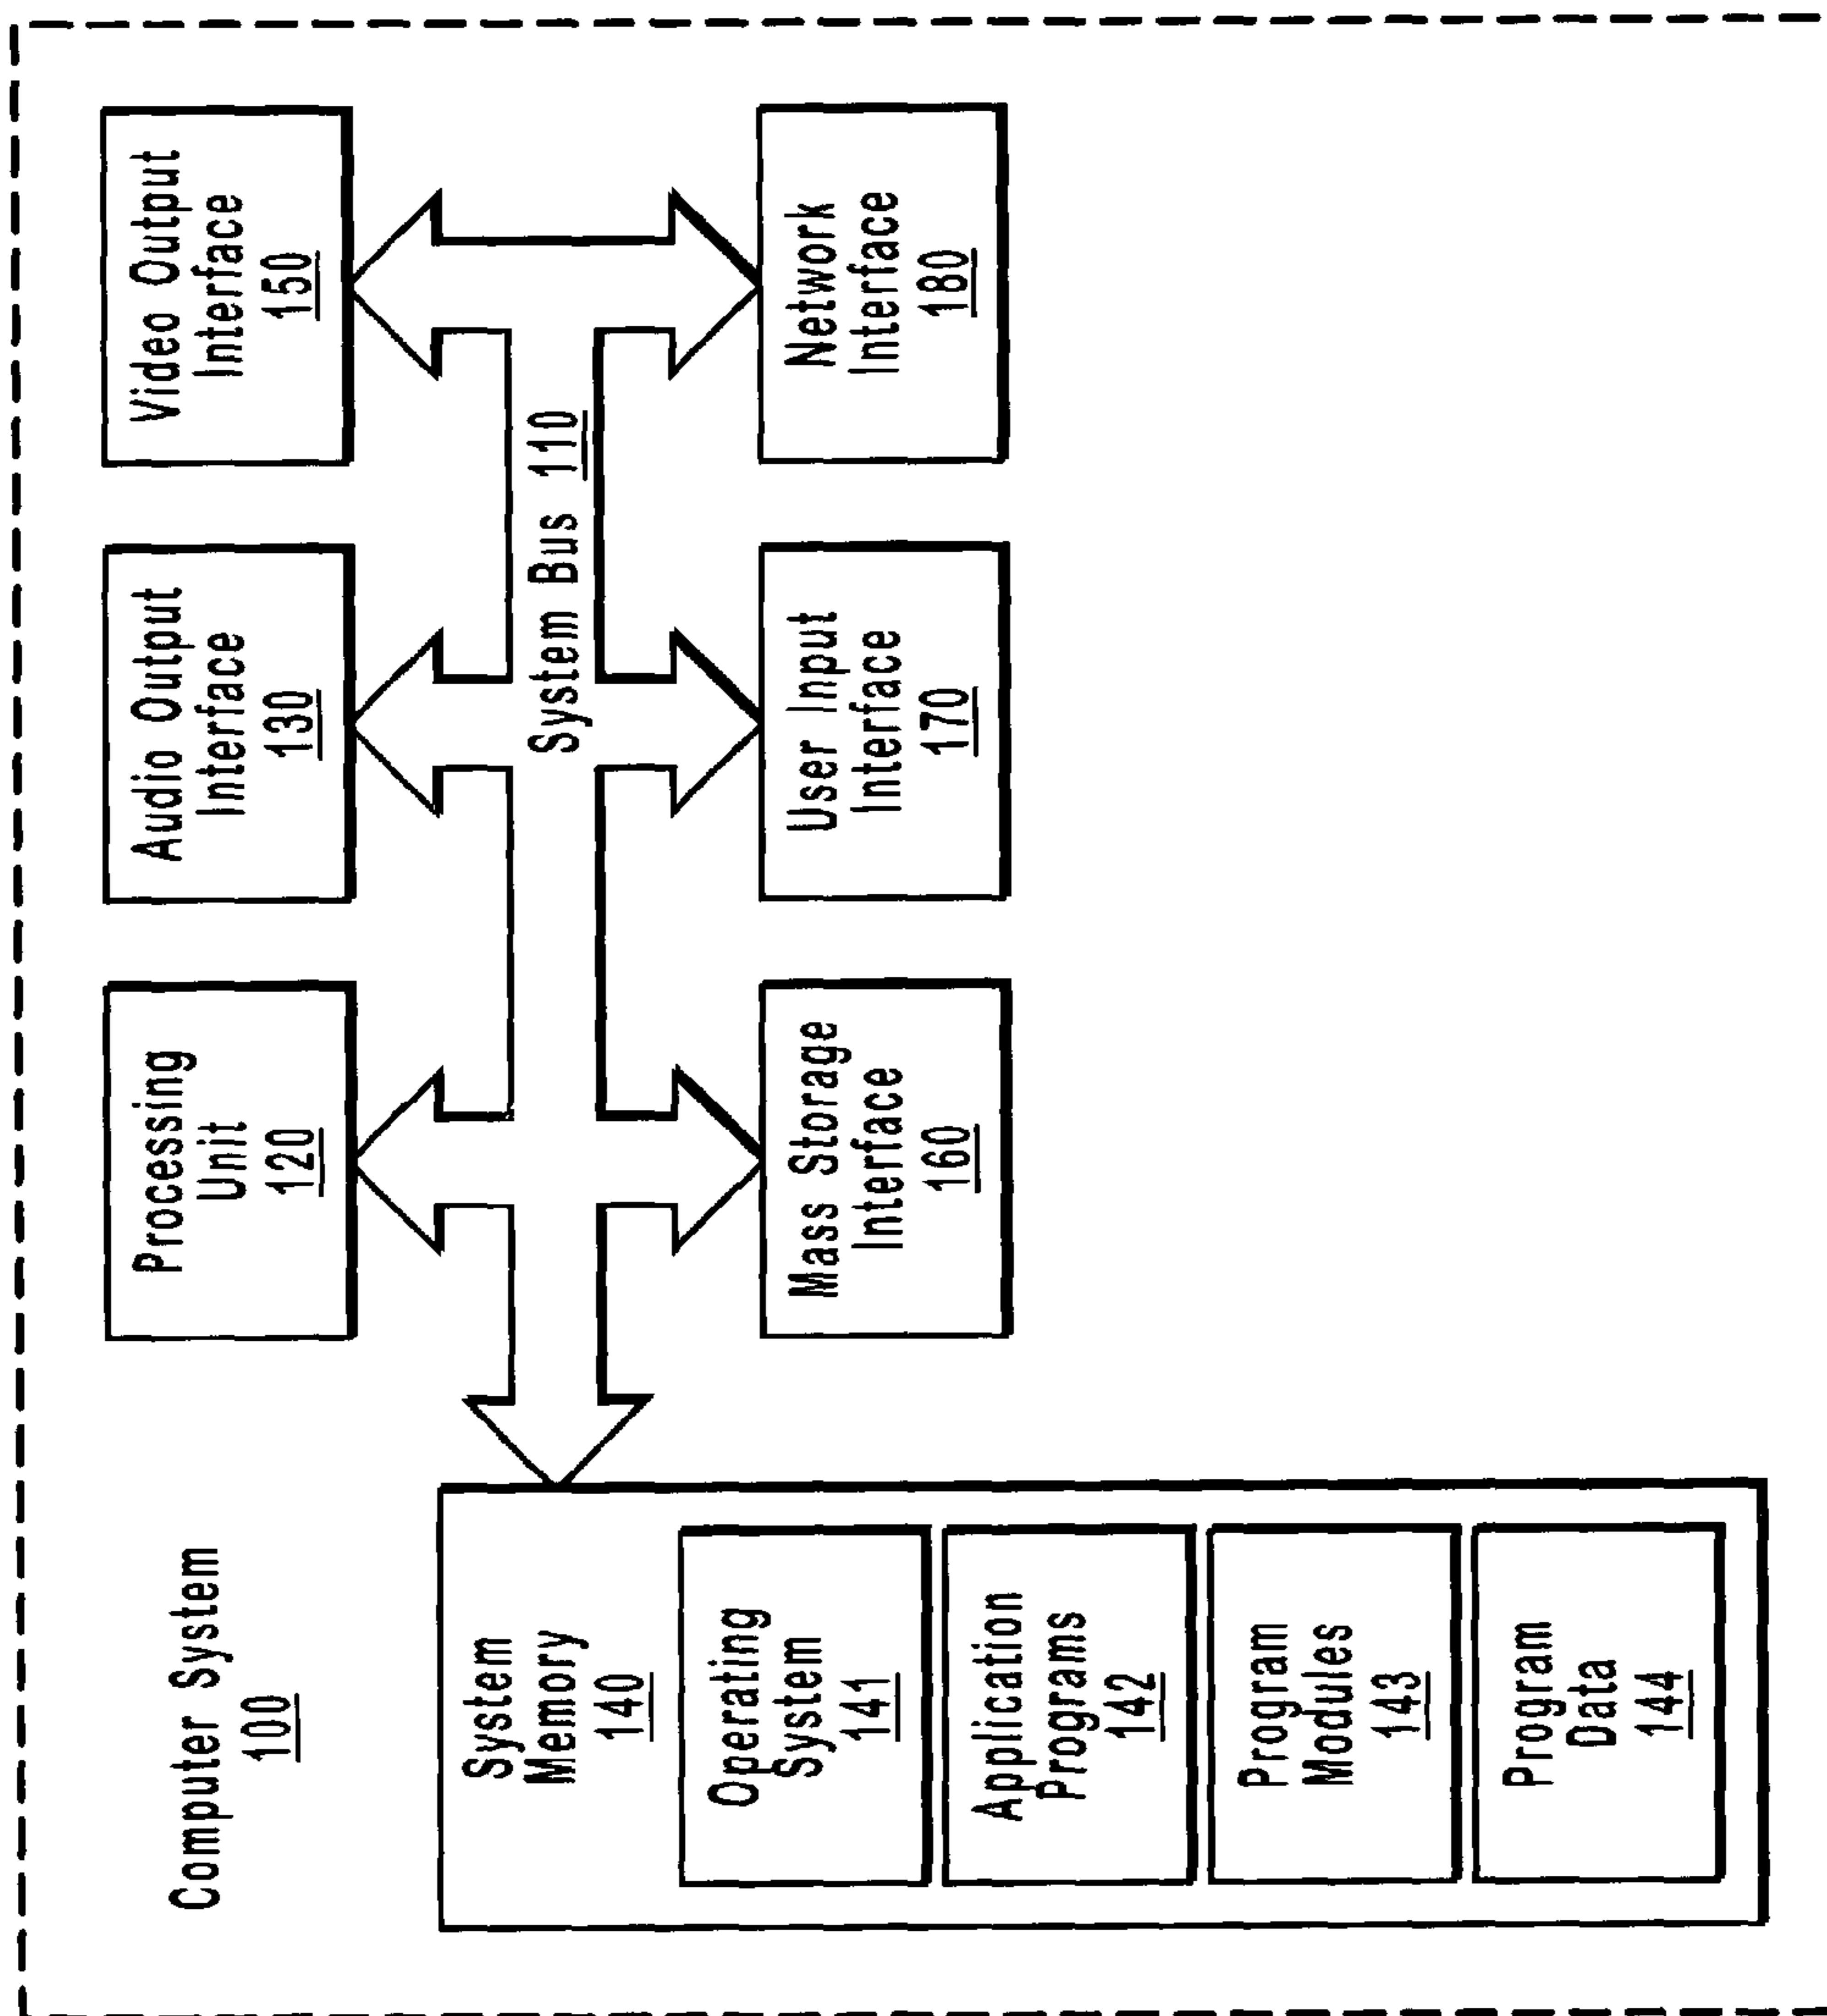 Computer System
100
Processing
Unit
120
Audio Output
Interface
130
Video Output
Interface
150
System
Memory
140
System Bus 110
Operating
System
141
Application
Programs
142
Program
Modules
143
Program
Data
144
Mass Storage
Interface
160
User Input
Interface
170
Network
Interface
180